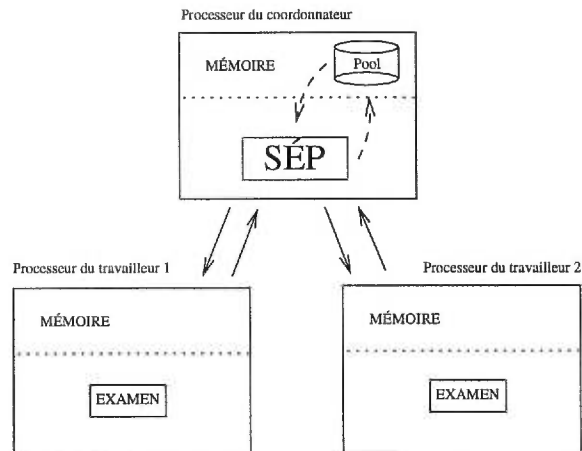 Processeur du coordonnateur
MÉMOIRE
Pool
SÉP
Processeur du travailleur 1
Processeur du travailleur 2
MÉMOIRE
MÉMOIRE
EXAMEN
EXAMEN